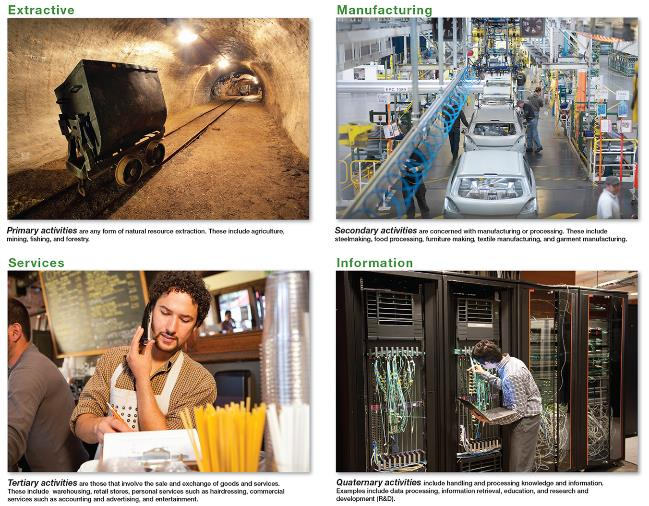 Extractive
Manufacturing
Primary activities are any form of natural resource extraction. These include agriculture,
mining, fishing, and forestry.
Secondary activities are concerned with manufacturing or processing. These include
steelmaking, food processing, furniture making, textile manufacturing, and garment manufacturing.
Services
Information
Tertiary activities are those that involve the sale and exchange of goods and services.
These include warehousing, retail stores, personal services such as hairdressing, commercial
services such as accounting and advertising, and entertainment.
Quaternary activities include handling and processing knowledge and information.
Examples include data processing, information retrieval, education, and research and
development (R&D).